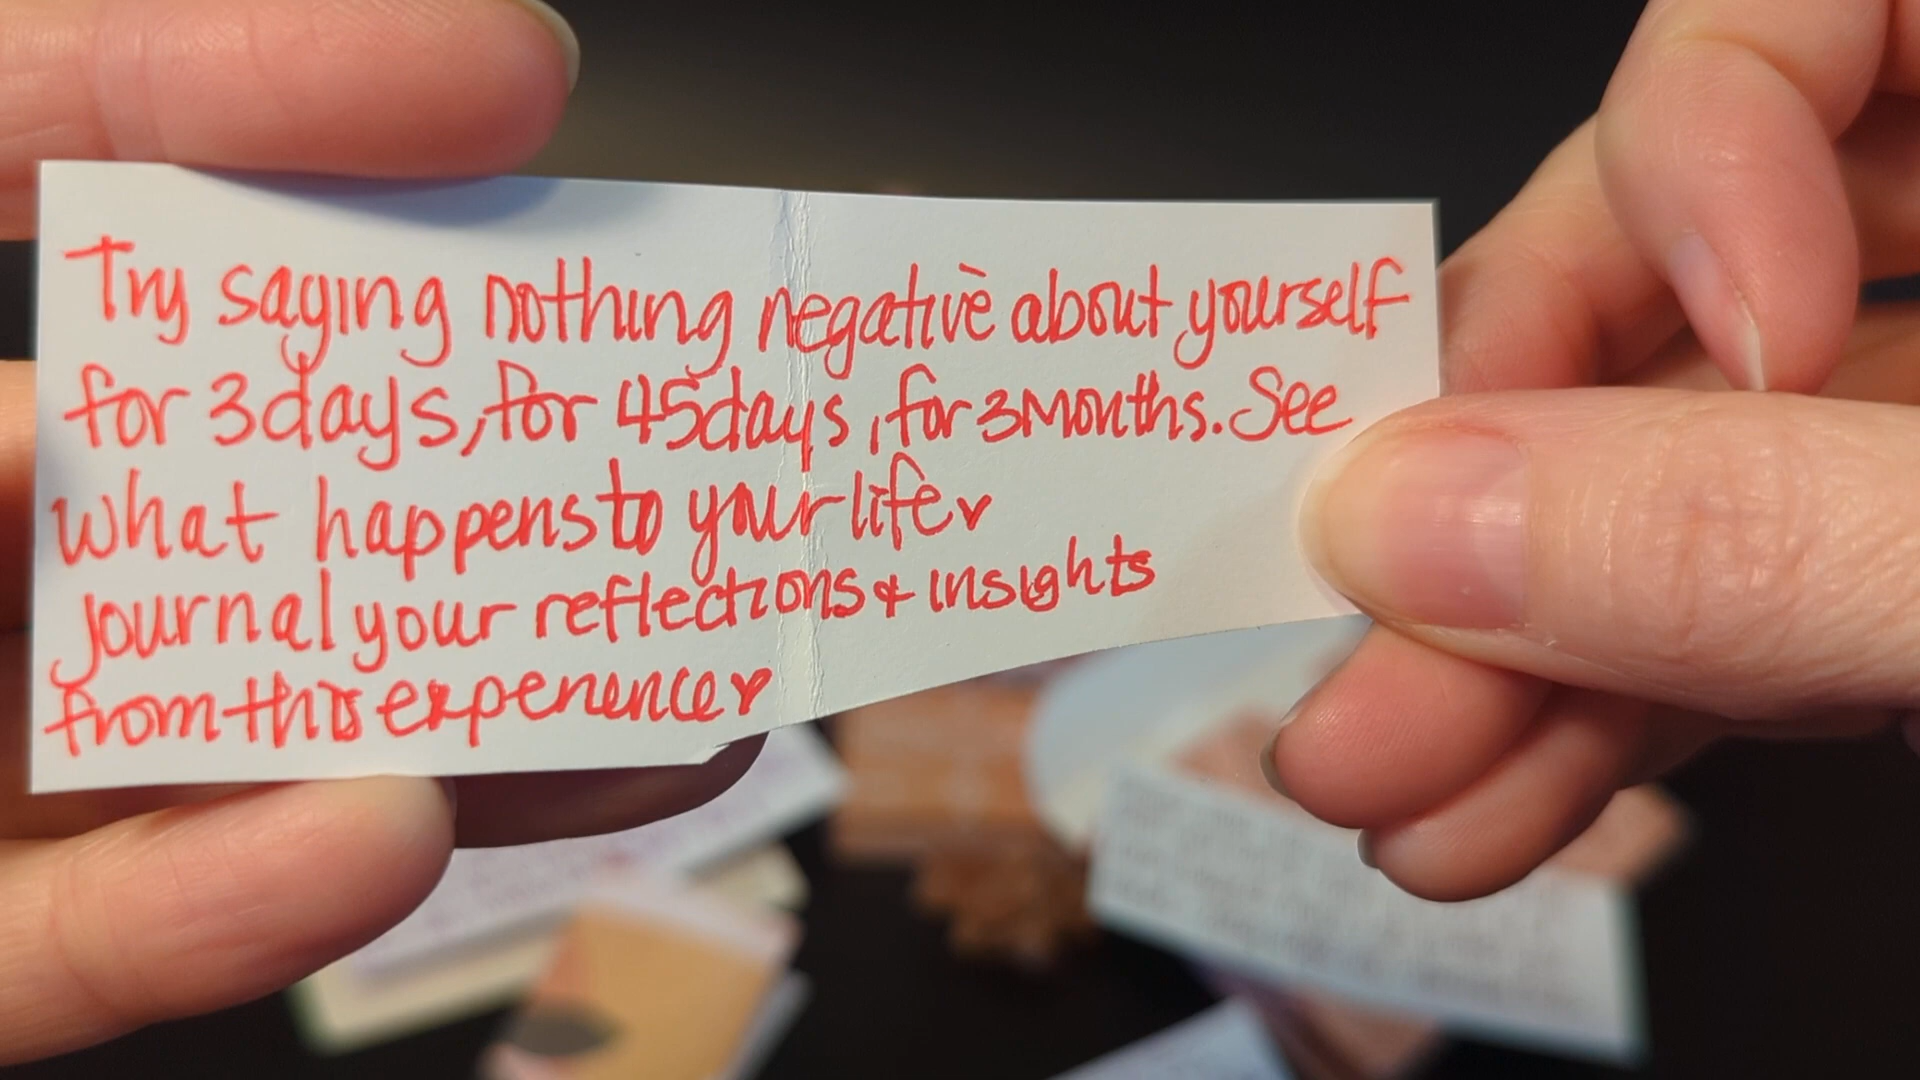 Try saying nothing negative about yourself
for 3 days, for 45 days, for 3 Months. See
what happens to your life ♥
Journal your reflections & insights
from this experience ♥